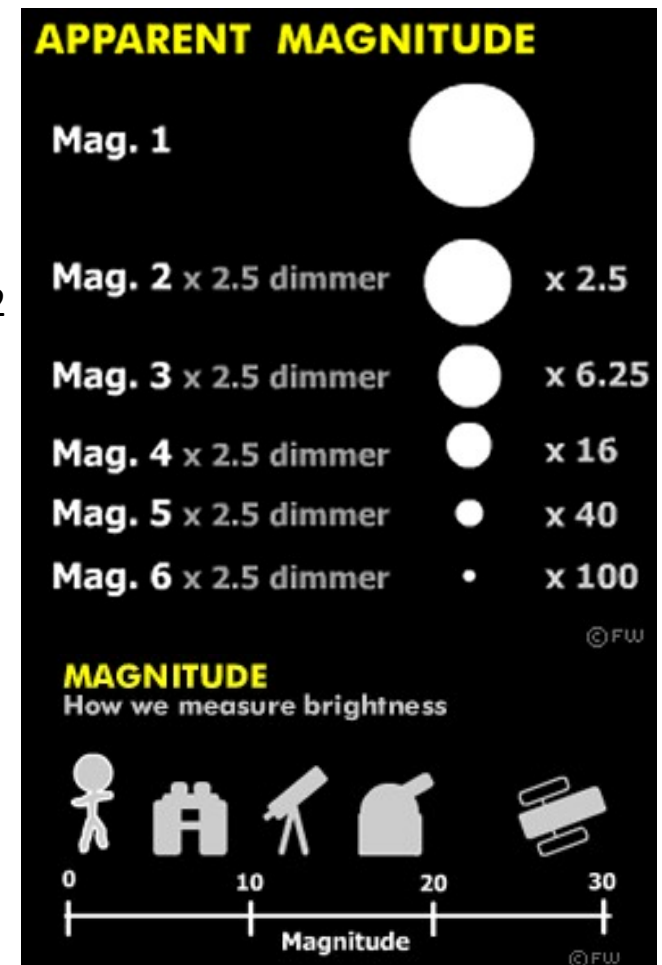 APPARENT MAGNITUDE
Mag. 1
Mag. 2 x 2.5 dimmer x 2.5
2
Mag. 3 x 2.5 dimmer x 6.25
Mag. 4 x 2.5 dimmer x 16
Mag. 5 x 2.5 dimmer x 40
Mag. 6 x 2.5 dimmer x 100
©FW
MAGNITUDE
How we measure brightness
0 10 20 30
Magnitude
©FW